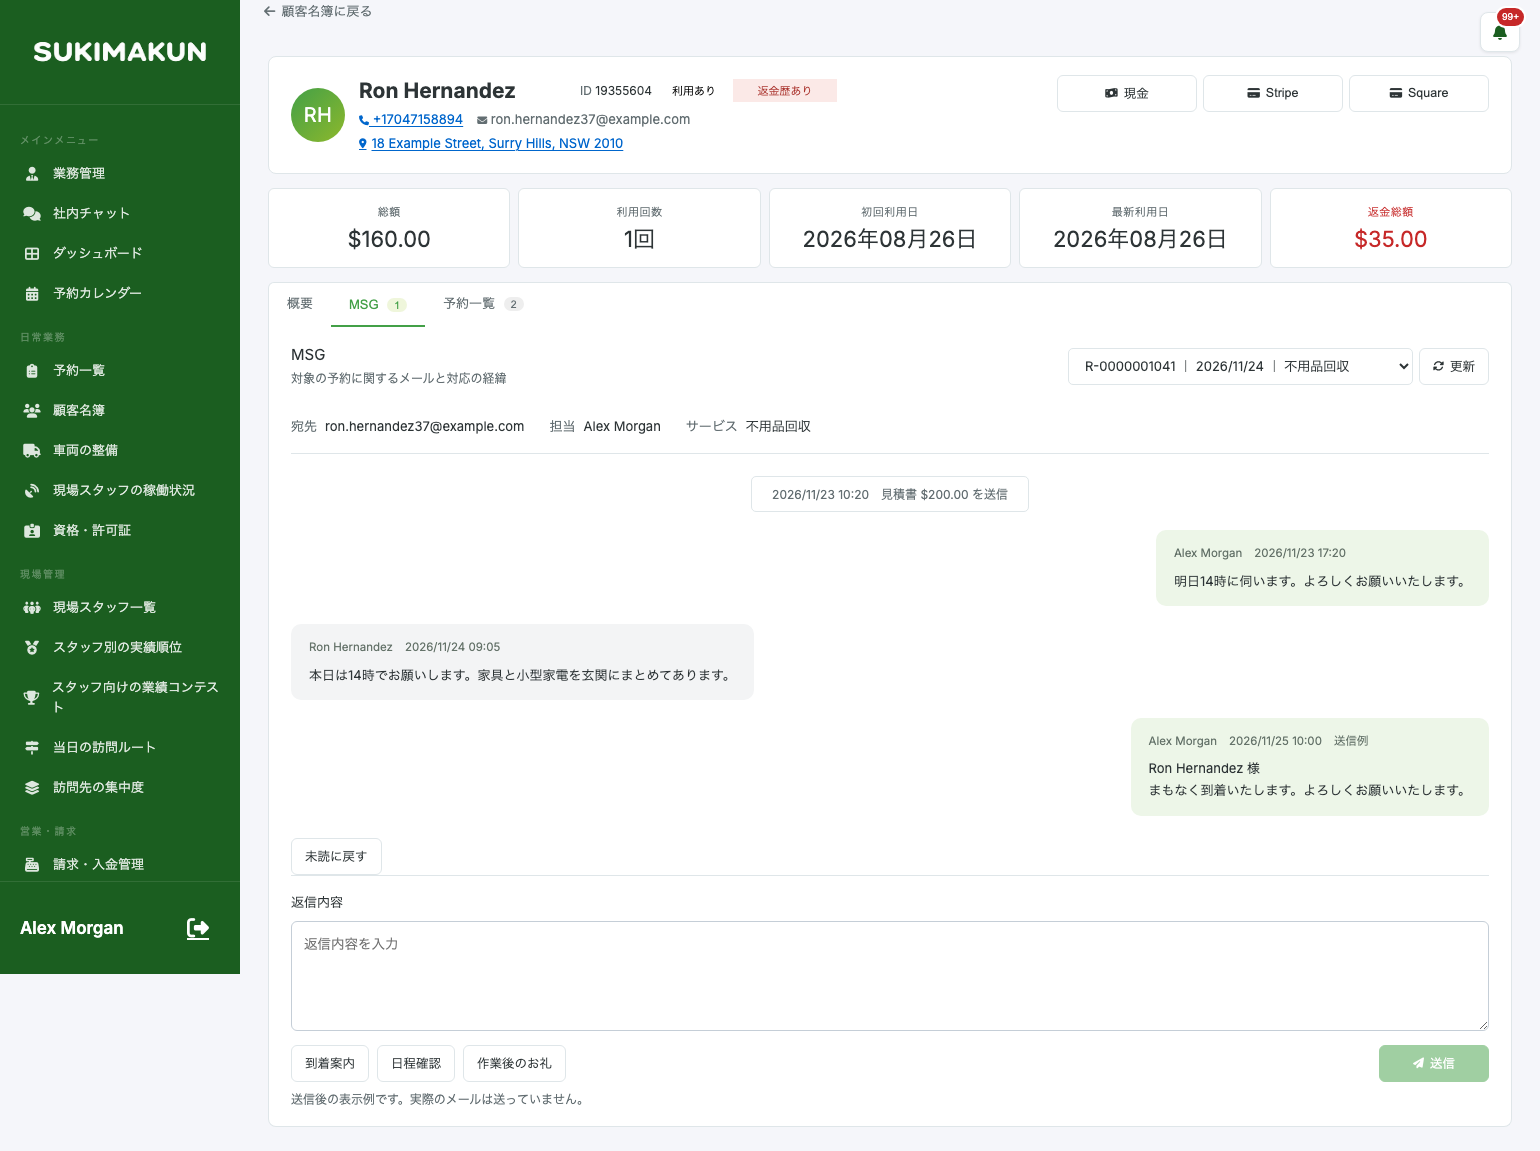 SUKIMAKUN
メインメニュー
業務管理
社内チャット
ダッシュボード
予約カレンダー
日常業務
予約一覧
顧客名簿
車両の整備
現場スタッフの稼働状況
資格・許可証
現場管理
現場スタッフ一覧
スタッフ別の実績順位
スタッフ向けの業績コンテス
ト
当日の訪問ルート
訪問先の集中度
営業・請求
請求・入金管理
Alex Morgan
顧客名簿に戻る
99+
RH
Ron Hernandez ID 19355604 利用あり 返金歴あり
+17047158894 ron.hernandez37@example.com
18 Example Street, Surry Hills, NSW 2010
現金 Stripe Square
総額 利用回数 初回利用日 最新利用日 返金総額
$160.00 1回 2026年08月26日 2026年08月26日 $35.00
概要 MSG 1 予約一覧 2
MSG
対象の予約に関するメールと対応の経緯
R-0000001041 | 2026/11/24 | 不用品回収 更新
宛先 ron.hernandez37@example.com 担当 Alex Morgan サービス 不用品回収
2026/11/23 10:20 見積書 $200.00 を送信
Alex Morgan 2026/11/23 17:20
明日14時に伺います。よろしくお願いいたします。
Ron Hernandez 2026/11/24 09:05
本日は14時でお願いします。家具と小型家電を玄関にまとめてあります。
Alex Morgan 2026/11/25 10:00 送信例
Ron Hernandez 様
まもなく到着いたします。よろしくお願いいたします。
未読に戻す
返信内容
返信内容を入力
到着案内 日程確認 作業後のお礼 送信
送信後の表示例です。実際のメールは送っていません。